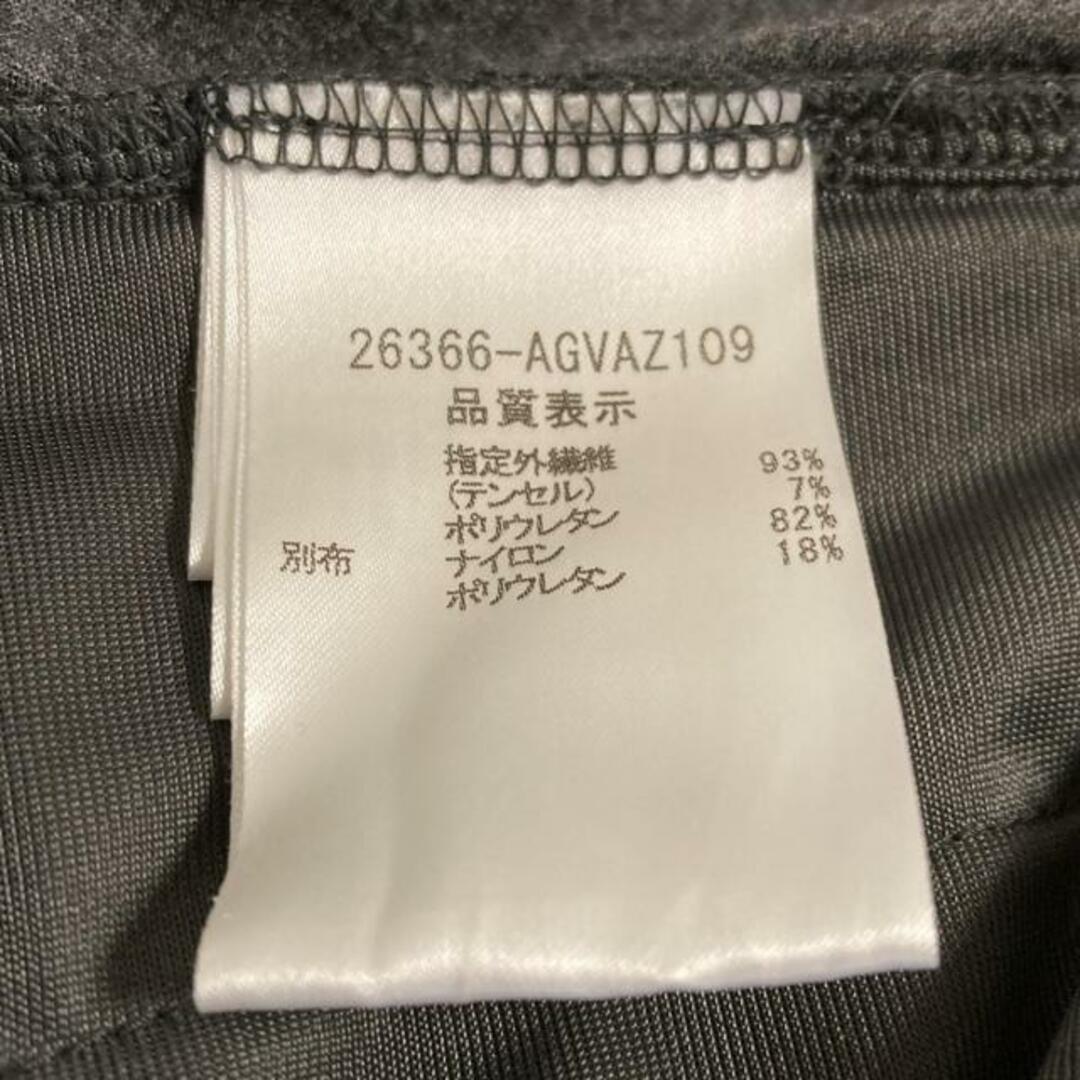 26366-AGVAZ109
品質表示
指定外繊維 93%
(テンセル) 7%
ポリウレタン 82%
別布 ナイロン 18%
ポリウレタン